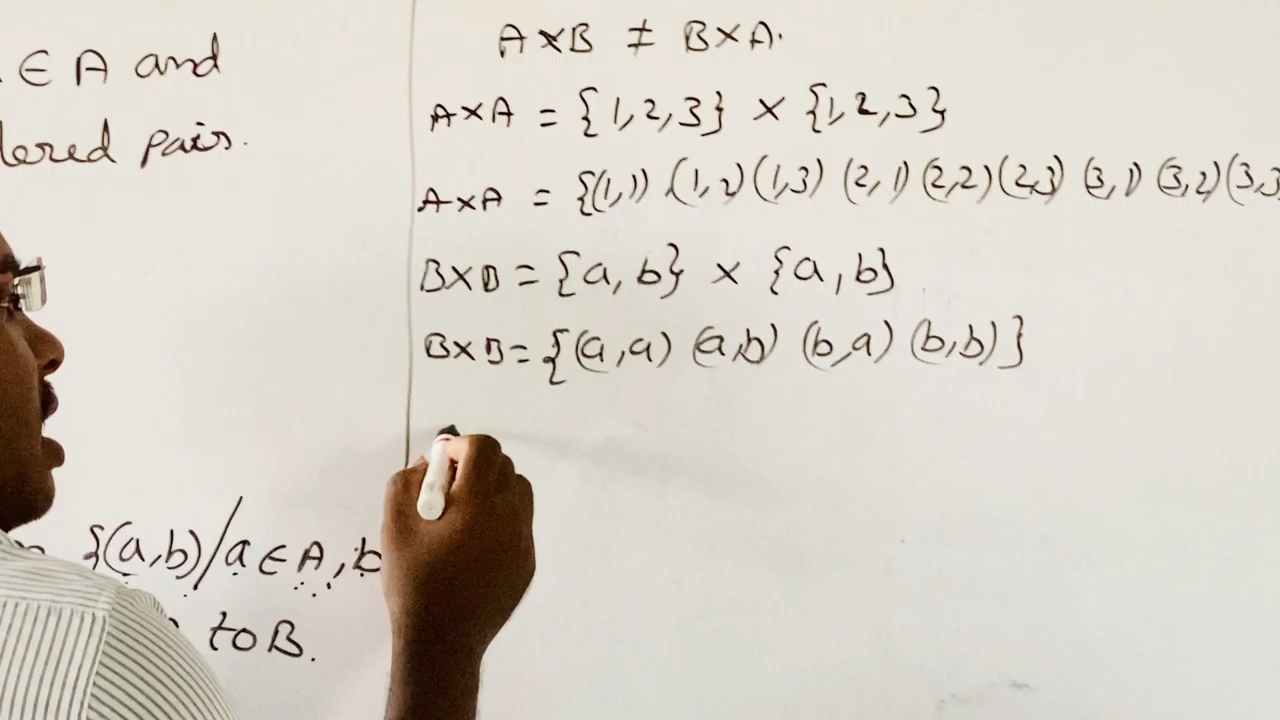 ∈ A and
dered pair.
{(a,b)/a ∈ A, b
to B.
A×B ≠ B×A.
A×A = {1,2,3} × {1,2,3}
A×A = {(1,1) (1,2) (1,3) (2,1) (2,2) (2,3) (3,1) (3,2) (3,3
B×B = {a,b} × {a,b}
B×B = {(a,a) (a,b) (b,a) (b,b)}